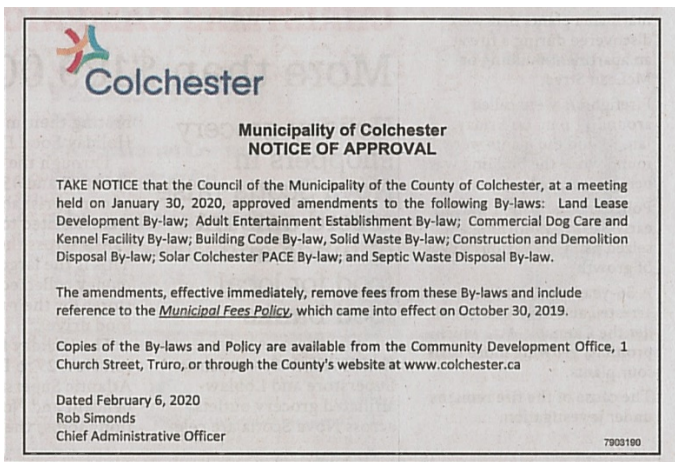 Colchester
Municipality of Colchester
NOTICE OF APPROVAL
TAKE NOTICE that the Council of the Municipality of the County of Colchester, at a meeting
held on January 30, 2020, approved amendments to the following By-laws: Land Lease
Development By-law; Adult Entertainment Establishment By-law; Commercial Dog Care and
Kennel Facility By-law; Building Code By-law, Solid Waste By-law; Construction and Demolition
Disposal By-law; Solar Colchester PACE By-law; and Septic Waste Disposal By-law.
The amendments, effective immediately, remove fees from these By-laws and include
reference to the Municipal Fees Policy, which came into effect on October 30, 2019.
Copies of the By-laws and Policy are available from the Community Development Office, 1
Church Street, Truro, or through the County's website at www.colchester.ca
Dated February 6, 2020
Rob Simonds
Chief Administrative Officer
7903190